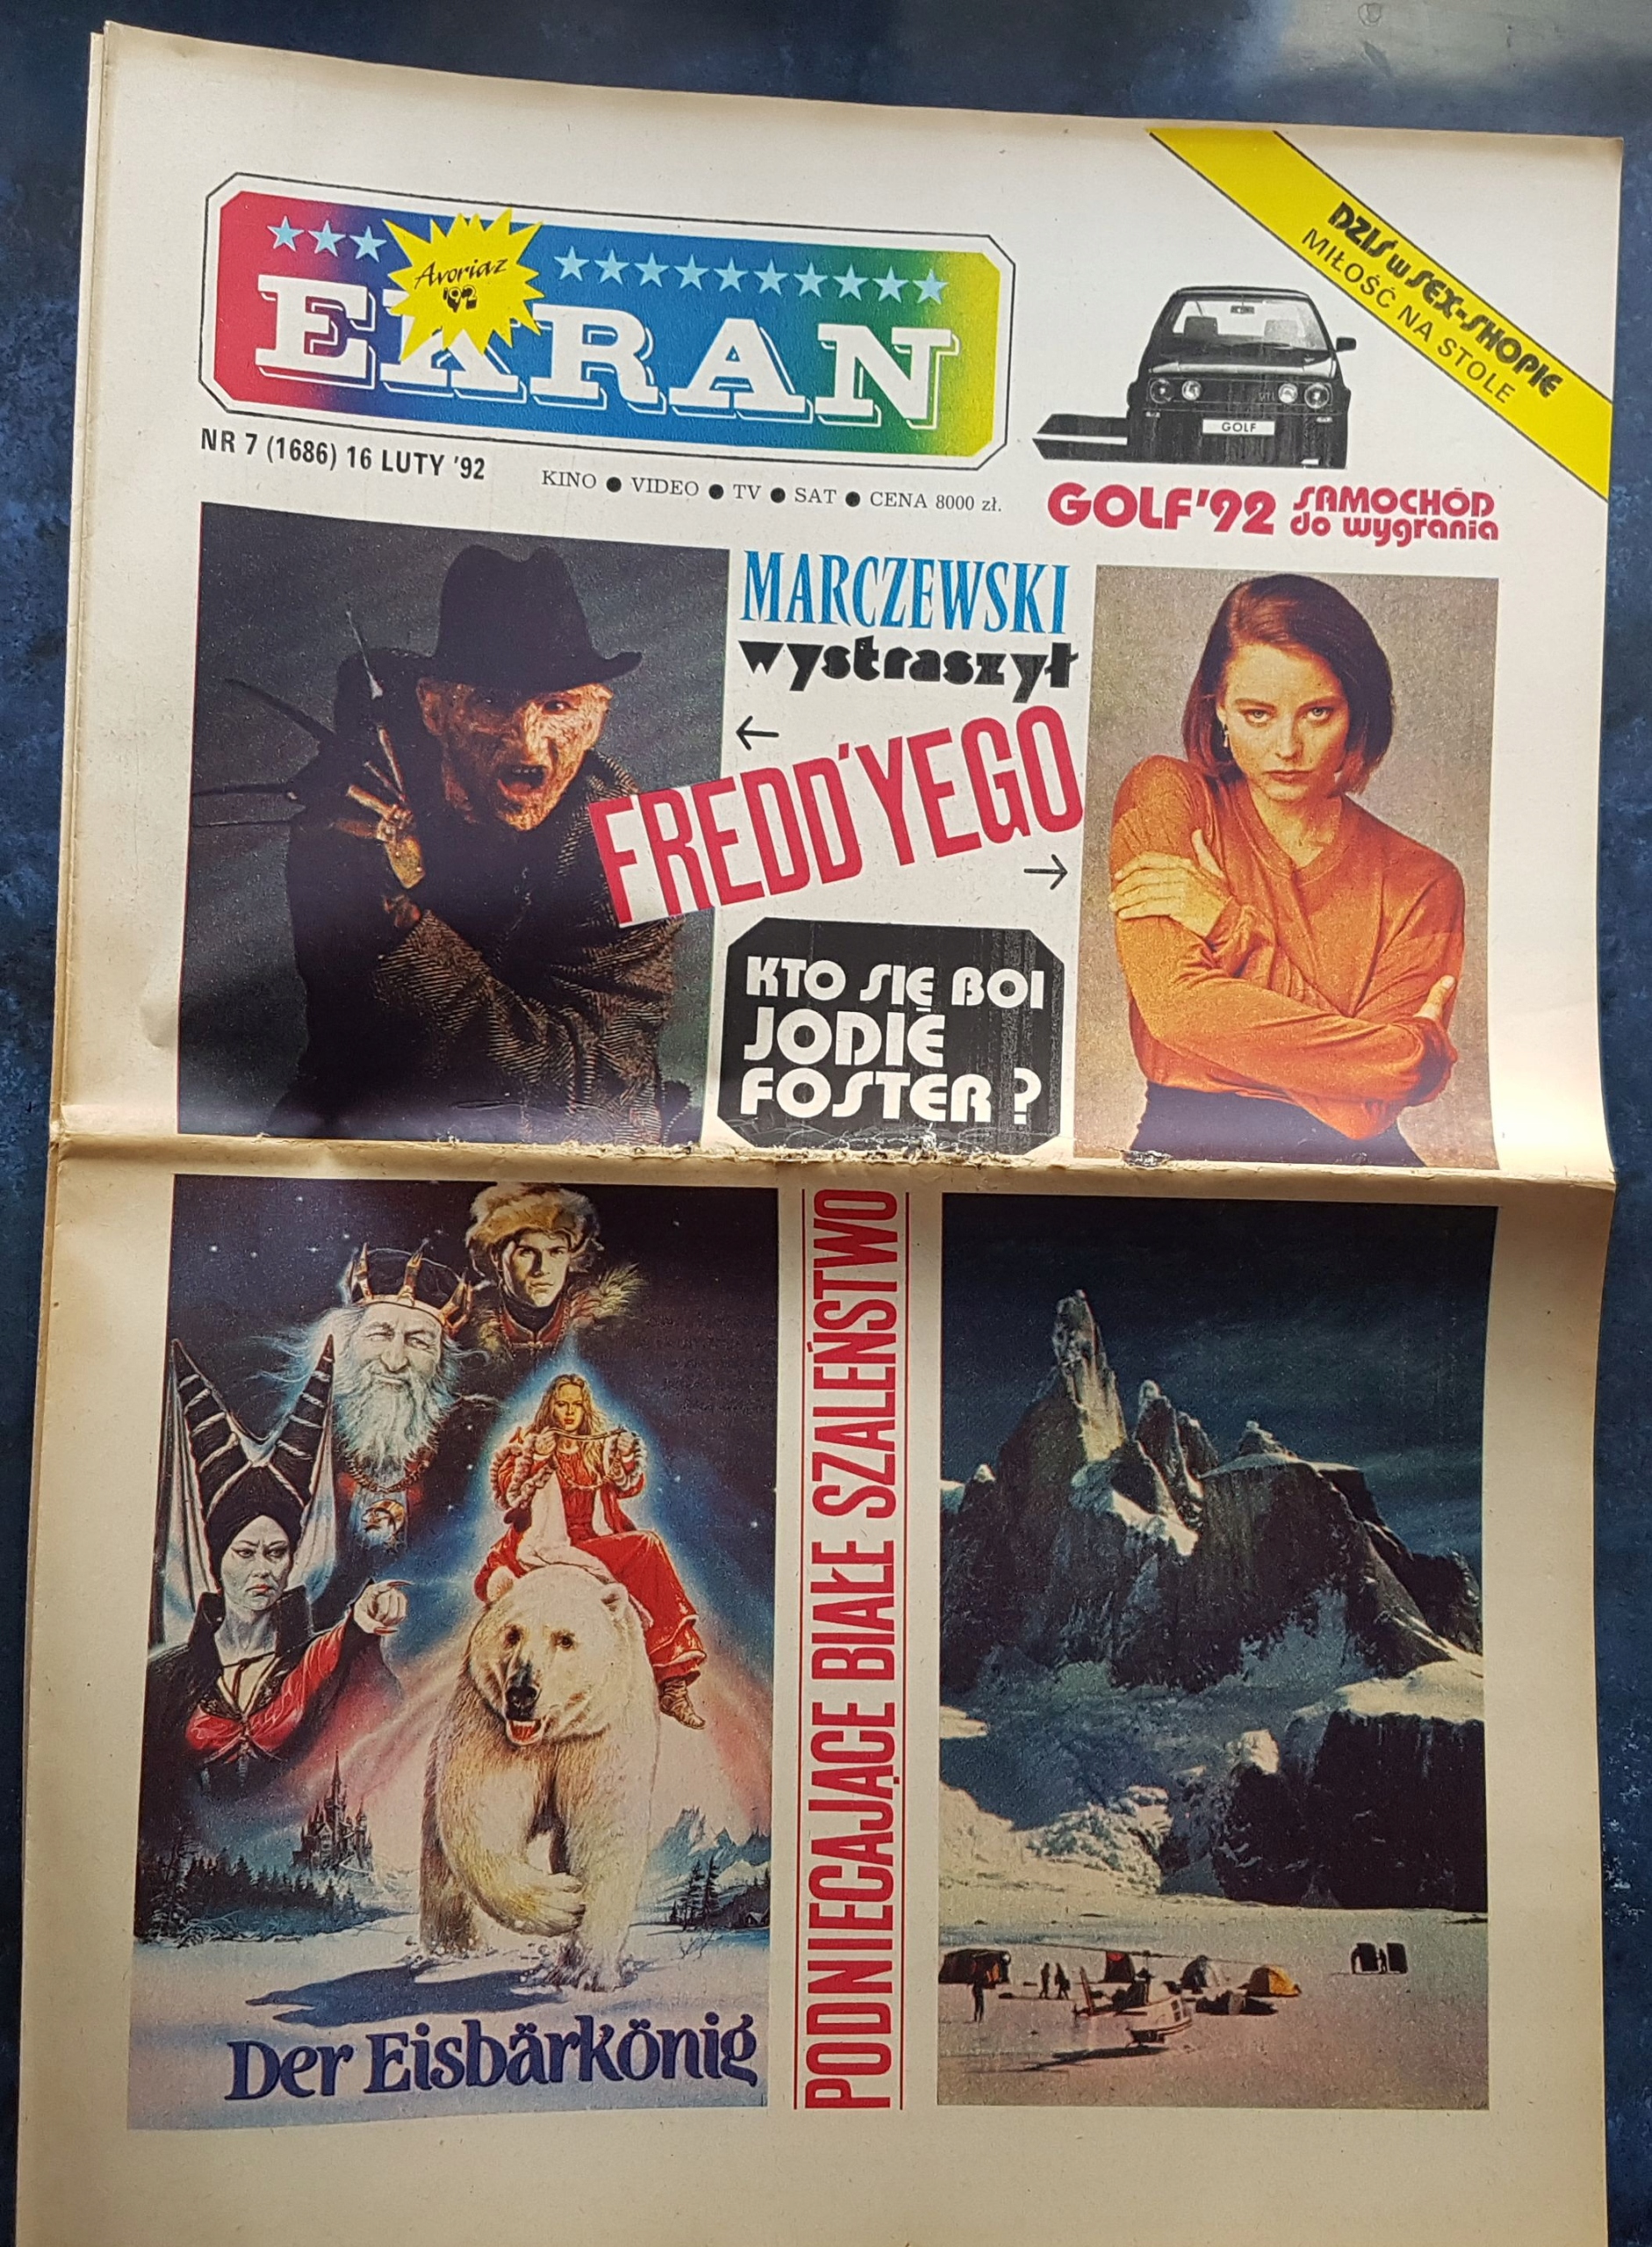 Avoriaz
'92
EKRAN
DZIŚ w SEX-SHOPIE
MIŁOŚĆ NA STOLE
GOLF
NR 7 (1686) 16 LUTY '92
KINO ● VIDEO ● TV ● SAT ● CENA 8000 zł.
GOLF'92 SAMOCHÓD
do wygrania
MARCZEWSKI
wystraszył
←
FREDD'YEGO
→
KTO SIĘ BOI
JODIE
FOSTER ?
PODNIECAJĄCE BIAŁE SZALEŃSTWO
Der Eisbärkönig